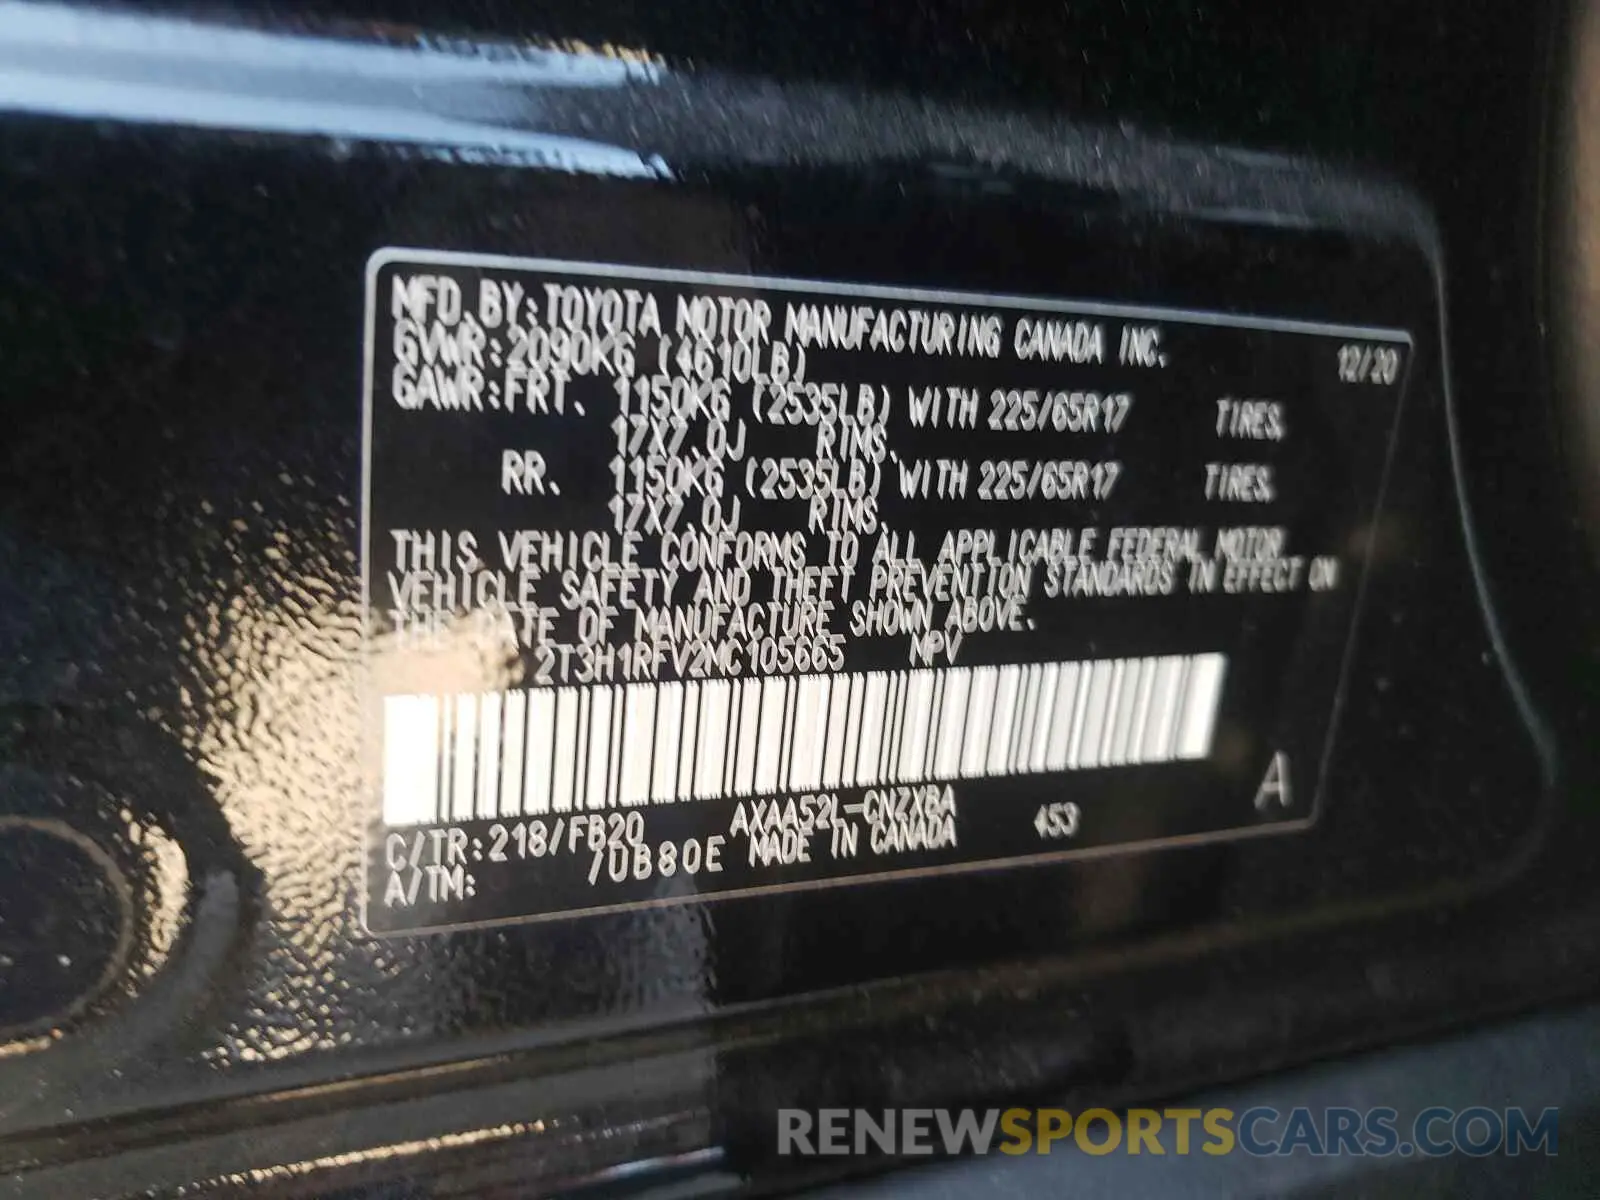 MFD. BY: TOYOTA MOTOR MANUFACTURING CANADA INC. 12/20
GVWR: 2090KG (4610LB)
GAWR: FRT. 1150KG (2535LB) WITH 225/65R17 TIRES,
17X7.0J RIMS.
RR. 1150KG (2535LB) WITH 225/65R17 TIRES,
17X7.0J RIMS.
THIS VEHICLE CONFORMS TO ALL APPLICABLE FEDERAL MOTOR
VEHICLE SAFETY AND THEFT PREVENTION STANDARDS IN EFFECT ON
THE DATE OF MANUFACTURE SHOWN ABOVE.
2T3H1RFV2MC105665 MPV
A
C/TR: 218/FB20 AXAA52L-CNZXBA 453
/UB80E MADE IN CANADA
A/TM:
RENEWSPORTSCARS.COM